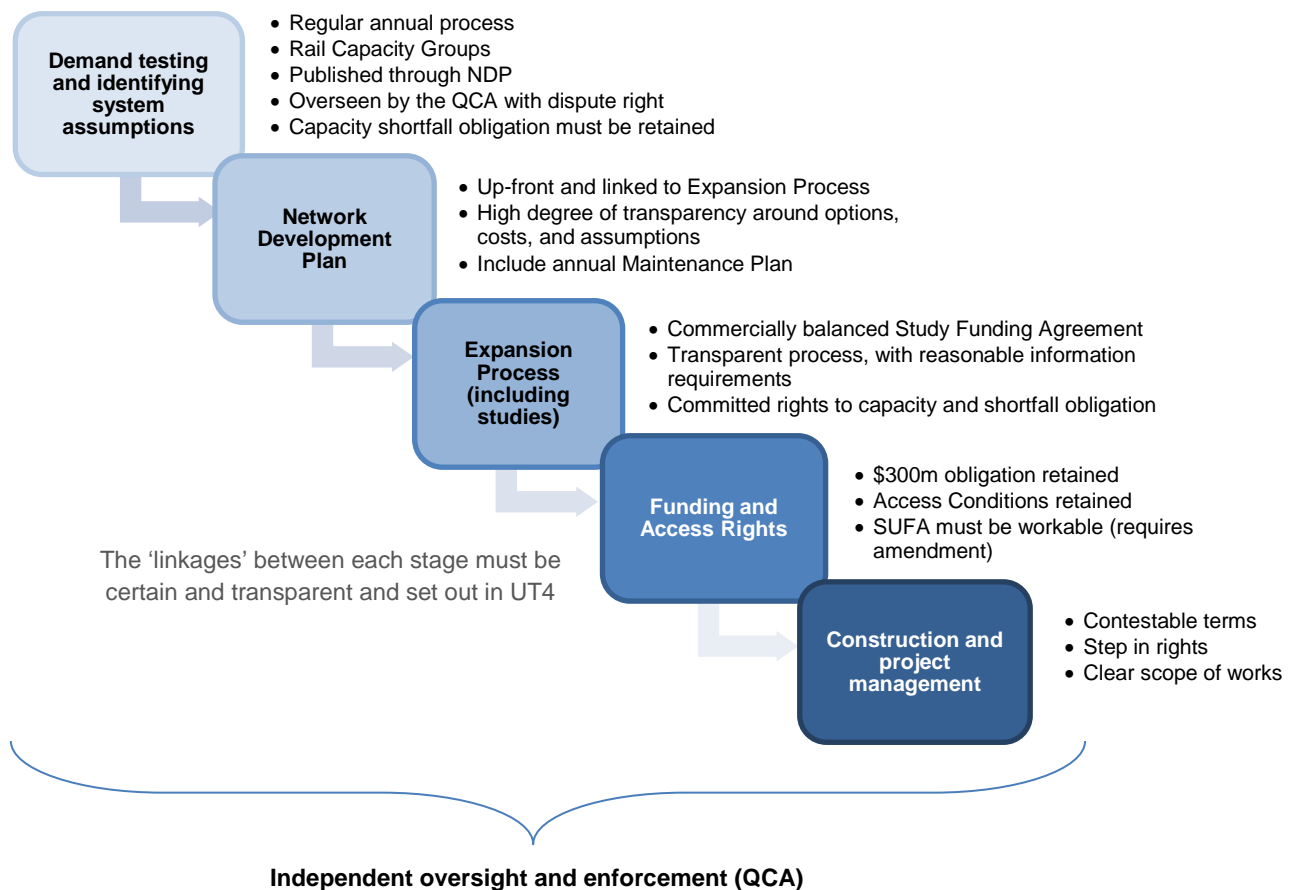 Demand testing
and identifying
system
assumptions
• Regular annual process
• Rail Capacity Groups
• Published through NDP
• Overseen by the QCA with dispute right
• Capacity shortfall obligation must be retained
Network
Development
Plan
• Up-front and linked to Expansion Process
• High degree of transparency around options,
costs, and assumptions
• Include annual Maintenance Plan
Expansion
Process
(including
studies)
• Commercially balanced Study Funding Agreement
• Transparent process, with reasonable information
requirements
• Committed rights to capacity and shortfall obligation
Funding and
Access Rights
• $300m obligation retained
• Access Conditions retained
• SUFA must be workable (requires
amendment)
The ‘linkages’ between each stage must be
certain and transparent and set out in UT4
Construction and
project
management
• Contestable terms
• Step in rights
• Clear scope of works
Independent oversight and enforcement (QCA)